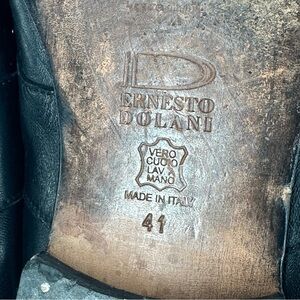 ERNESTO
DOLANI
VERO
CUOIO
LAV A
MANO
MADE IN ITALY
41